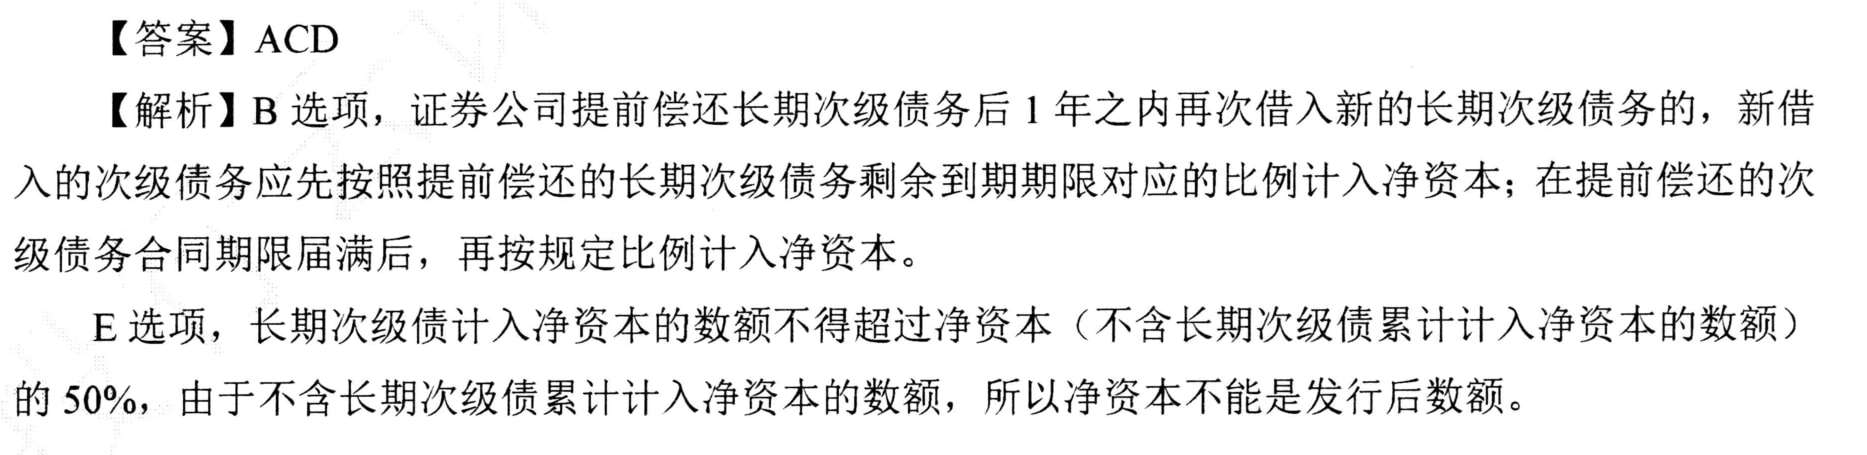 【答案】ACD
【解析】B 选项，证券公司提前偿还长期次级债务后 1 年之内再次借入新的长期次级债务的，新借
入的次级债务应先按照提前偿还的长期次级债务剩余到期期限对应的比例计入净资本；在提前偿还的次
级债务合同期限届满后，再按规定比例计入净资本。
E 选项，长期次级债计入净资本的数额不得超过净资本（不含长期次级债累计计入净资本的数额）
的 50%，由于不含长期次级债累计计入净资本的数额，所以净资本不能是发行后数额。